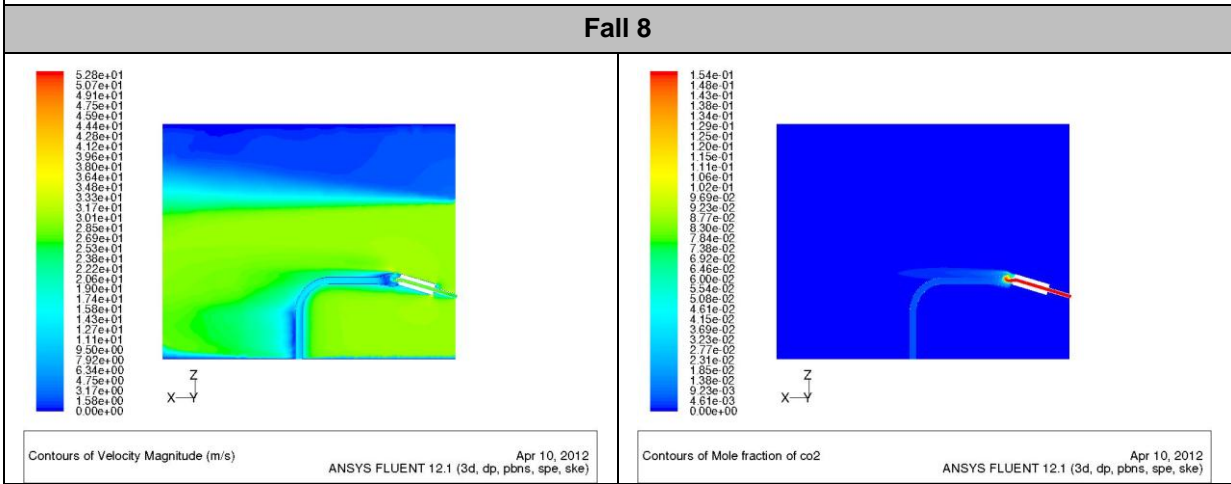 Fall 8
5.28e+01
5.07e+01
4.91e+01
4.75e+01
4.59e+01
4.44e+01
4.28e+01
4.12e+01
3.96e+01
3.80e+01
3.64e+01
3.48e+01
3.33e+01
3.17e+01
3.01e+01
2.85e+01
2.69e+01
2.53e+01
2.38e+01
2.22e+01
2.06e+01
1.90e+01
1.74e+01
1.58e+01
1.43e+01
1.27e+01
1.11e+01
9.50e+00
7.92e+00
6.34e+00
4.75e+00
3.17e+00
1.58e+00
0.00e+00
Z
X Y
Contours of Velocity Magnitude (m/s)
Apr 10, 2012
ANSYS FLUENT 12.1 (3d, dp, pbns, spe, ske)
1.54e-01
1.48e-01
1.43e-01
1.38e-01
1.34e-01
1.29e-01
1.25e-01
1.20e-01
1.15e-01
1.11e-01
1.06e-01
1.02e-01
9.69e-02
9.23e-02
8.77e-02
8.30e-02
7.84e-02
7.38e-02
6.92e-02
6.46e-02
6.00e-02
5.54e-02
5.08e-02
4.61e-02
4.15e-02
3.69e-02
3.23e-02
2.77e-02
2.31e-02
1.85e-02
1.38e-02
9.23e-03
4.61e-03
0.00e+00
Z
X Y
Contours of Mole fraction of co2
Apr 10, 2012
ANSYS FLUENT 12.1 (3d, dp, pbns, spe, ske)